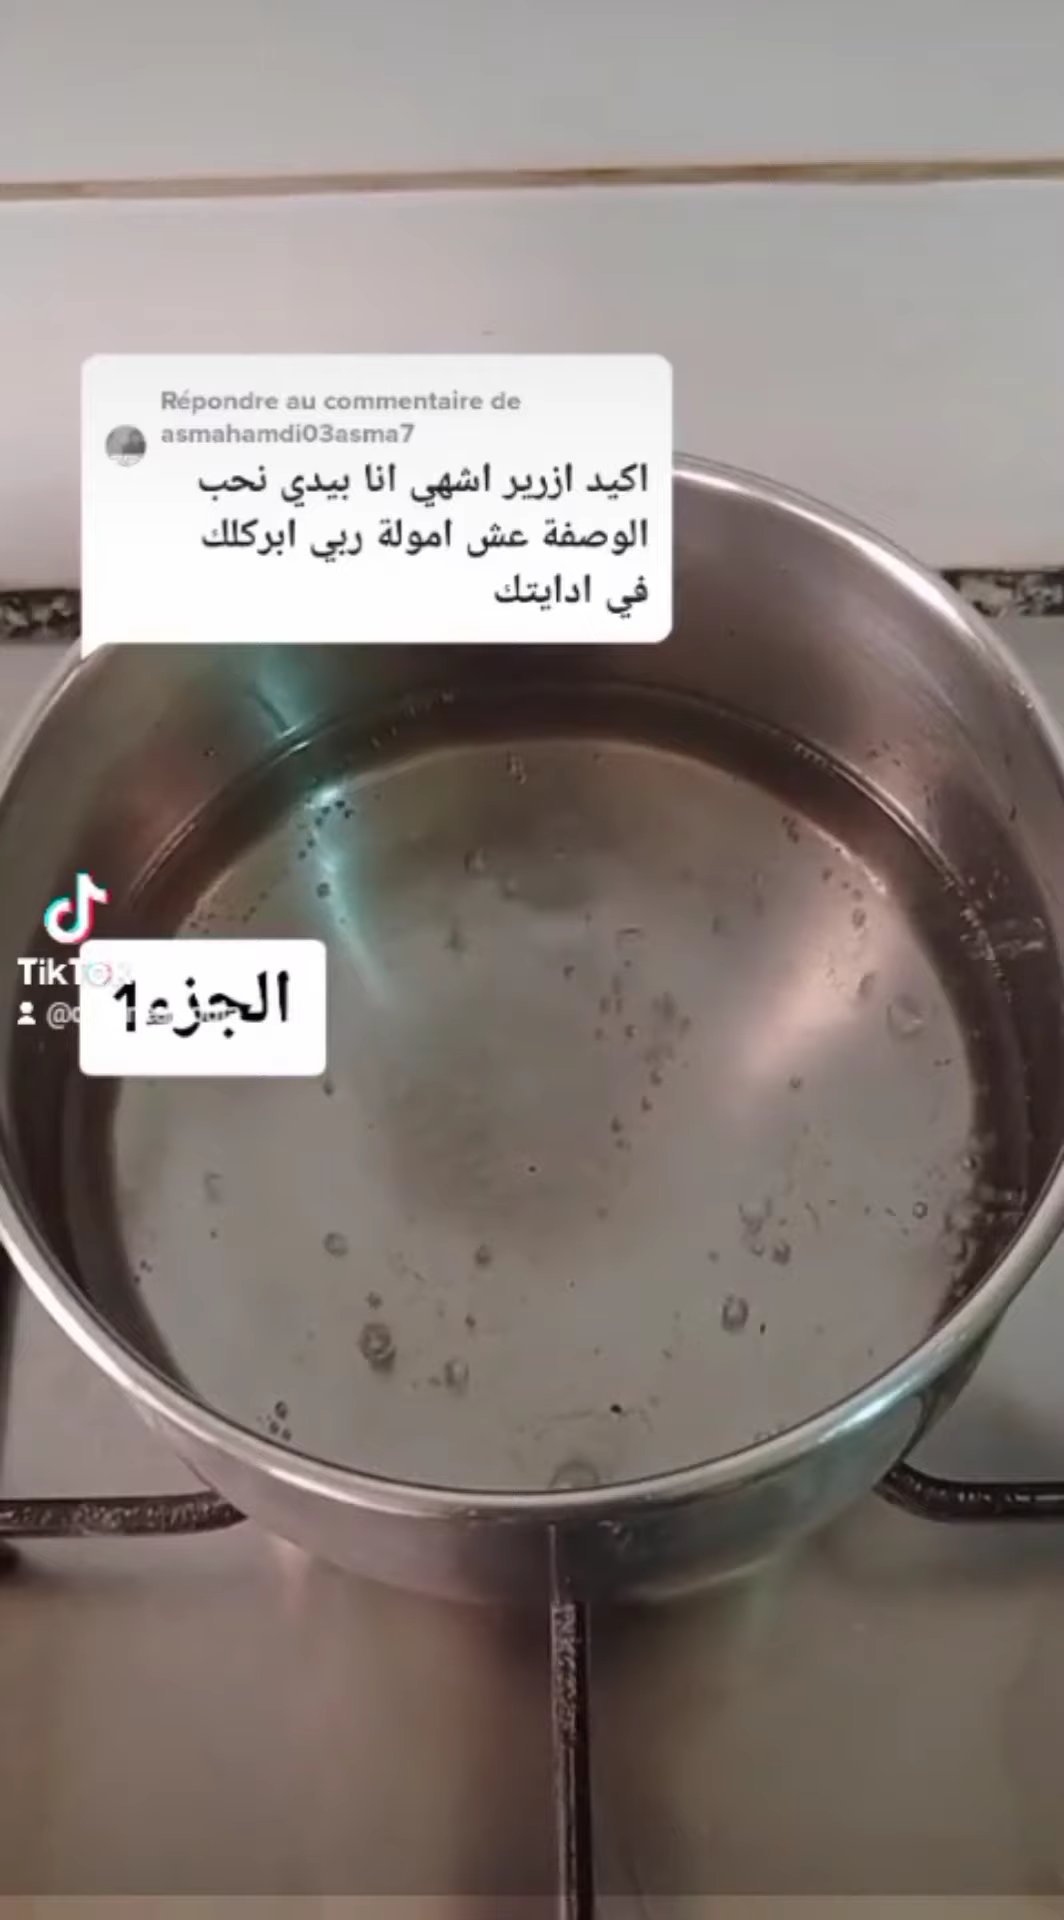 Répondre au commentaire de
asmahamdi03asma7
اكيد ازرير اشهي انا بيدي نحب
الوصفة عش امولة ربي ابركلك
في ادايتك
TikTok
الجزء1